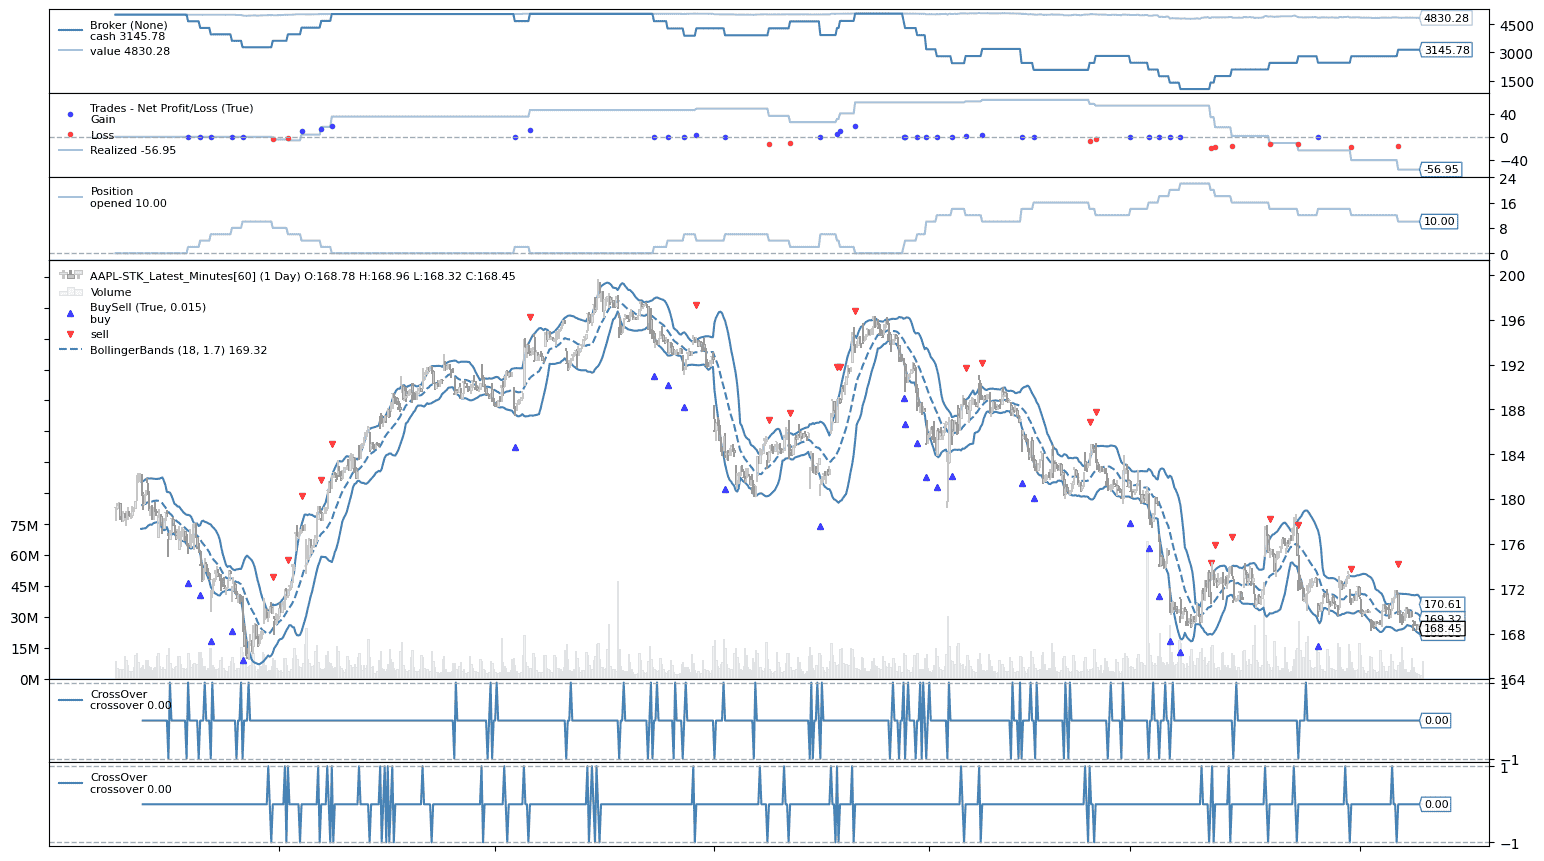 Broker (None)
cash 3145.78
value 4830.28
4830.28
3145.78
4500
3000
1500
Trades - Net Profit/Loss (True)
Gain
Loss
Realized -56.95
-56.95
40
0
−40
Position
opened 10.00
10.00
24
16
8
0
AAPL-STK_Latest_Minutes[60] (1 Day) O:168.78 H:168.96 L:168.32 C:168.45
Volume
BuySell (True, 0.015)
buy
sell
BollingerBands (18, 1.7) 169.32
75M
60M
45M
30M
15M
0M
200
196
192
188
184
180
176
172
168
164
170.61
169.32
168.45
CrossOver
crossover 0.00
0.00
1
−1
CrossOver
crossover 0.00
0.00
1
−1